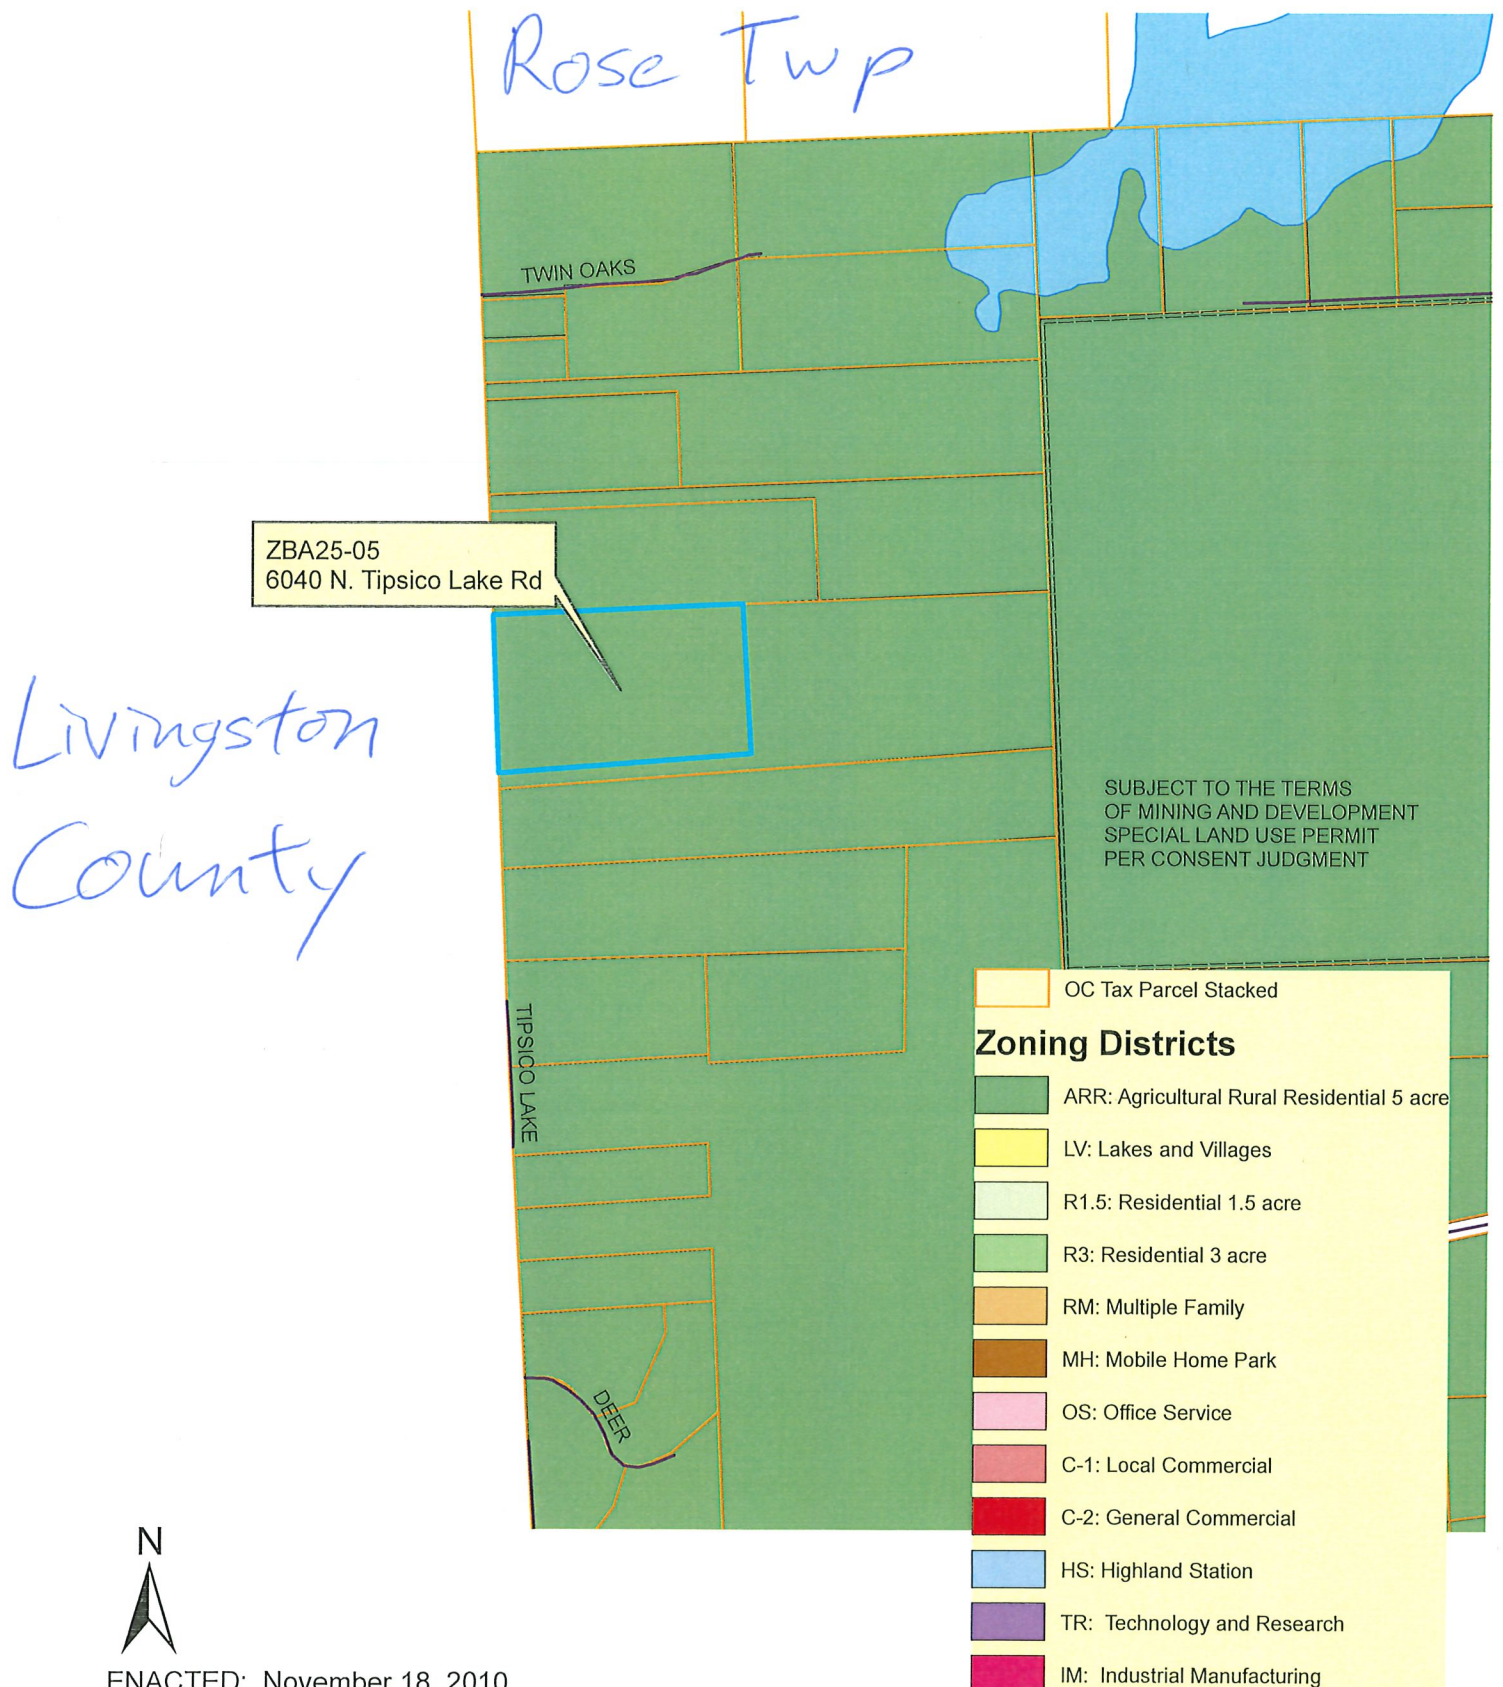 Rose Twp
TWIN OAKS
ZBA25-05
6040 N. Tipsico Lake Rd
Livingston
County
SUBJECT TO THE TERMS
OF MINING AND DEVELOPMENT
SPECIAL LAND USE PERMIT
PER CONSENT JUDGMENT
TIPSICO LAKE
DEER
OC Tax Parcel Stacked
Zoning Districts
ARR: Agricultural Rural Residential 5 acre
LV: Lakes and Villages
R1.5: Residential 1.5 acre
R3: Residential 3 acre
RM: Multiple Family
MH: Mobile Home Park
OS: Office Service
C-1: Local Commercial
C-2: General Commercial
HS: Highland Station
TR: Technology and Research
IM: Industrial Manufacturing
N
ENACTED: November 18, 2010